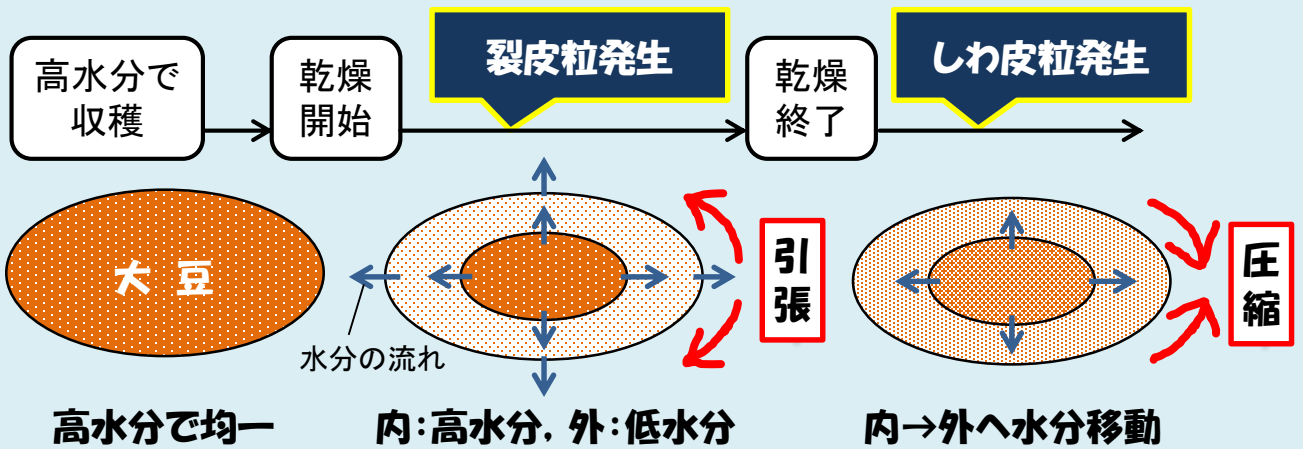 高水分で
収穫
乾燥
開始
裂皮粒発生
乾燥
終了
しわ皮粒発生
大豆
水分の流れ
引
張
圧
縮
高水分で均一
内:高水分, 外:低水分
内→外へ水分移動